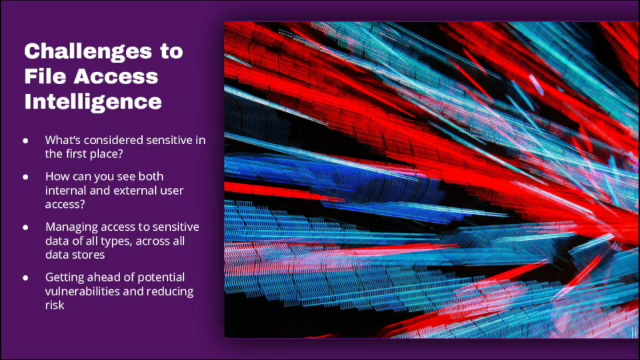 Challenges to
File Access
Intelligence
● What's considered sensitive in
the first place?
● How can you see both
internal and external user
access?
● Managing access to sensitive
data of all types, across all
data stores
● Getting ahead of potential
vulnerabilities and reducing
risk